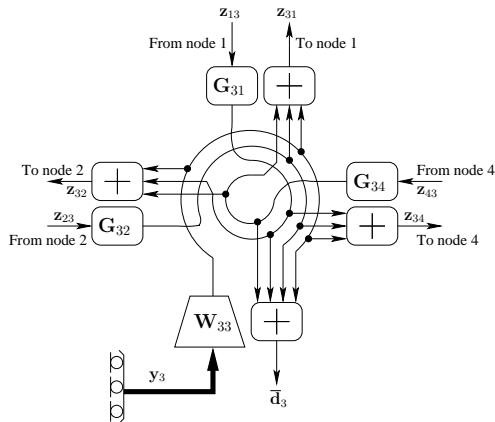 z13
z31
From node 1
To node 1
G31
+
To node 2
z32
+
G34
From node 4
z43
z23
From node 2
G32
+
z34
To node 4
W33
+
y3
d̅3